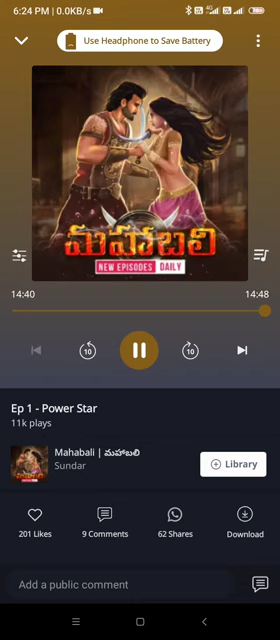 6:24 PM | 0.0KB/s
Use Headphone to Save Battery
మహాబలి
NEW EPISODES DAILY
14:40
14:48
10
10
Ep 1 - Power Star
11k plays
Mahabali | మహాబలి
Sundar
Library
201 Likes
9 Comments
62 Shares
Download
Add a public comment